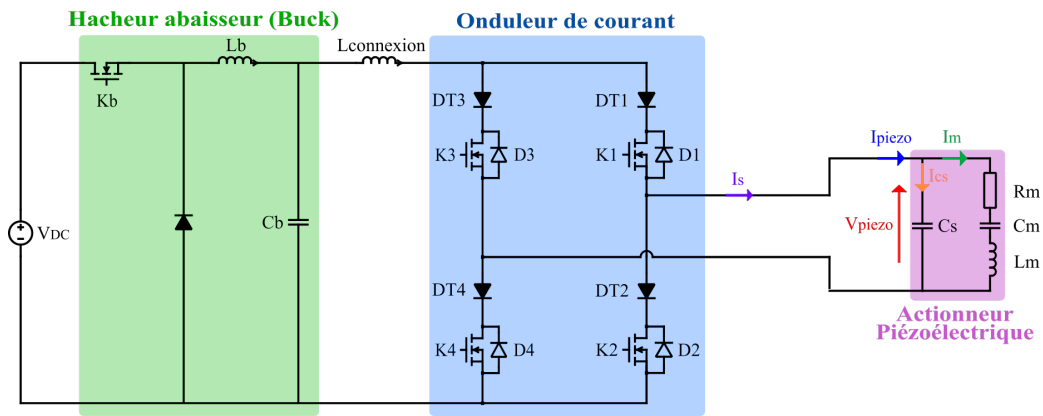 Hacheur abaisseur (Buck)
Onduleur de courant
Lb
Lconnexion
Kb
DT3
DT1
K3
D3
K1
D1
Ipiezo
Im
Is
Ics
Rm
VDC
Cb
Vpiezo
Cs
Cm
Lm
DT4
DT2
Actionneur
Piézoélectrique
K4
D4
K2
D2